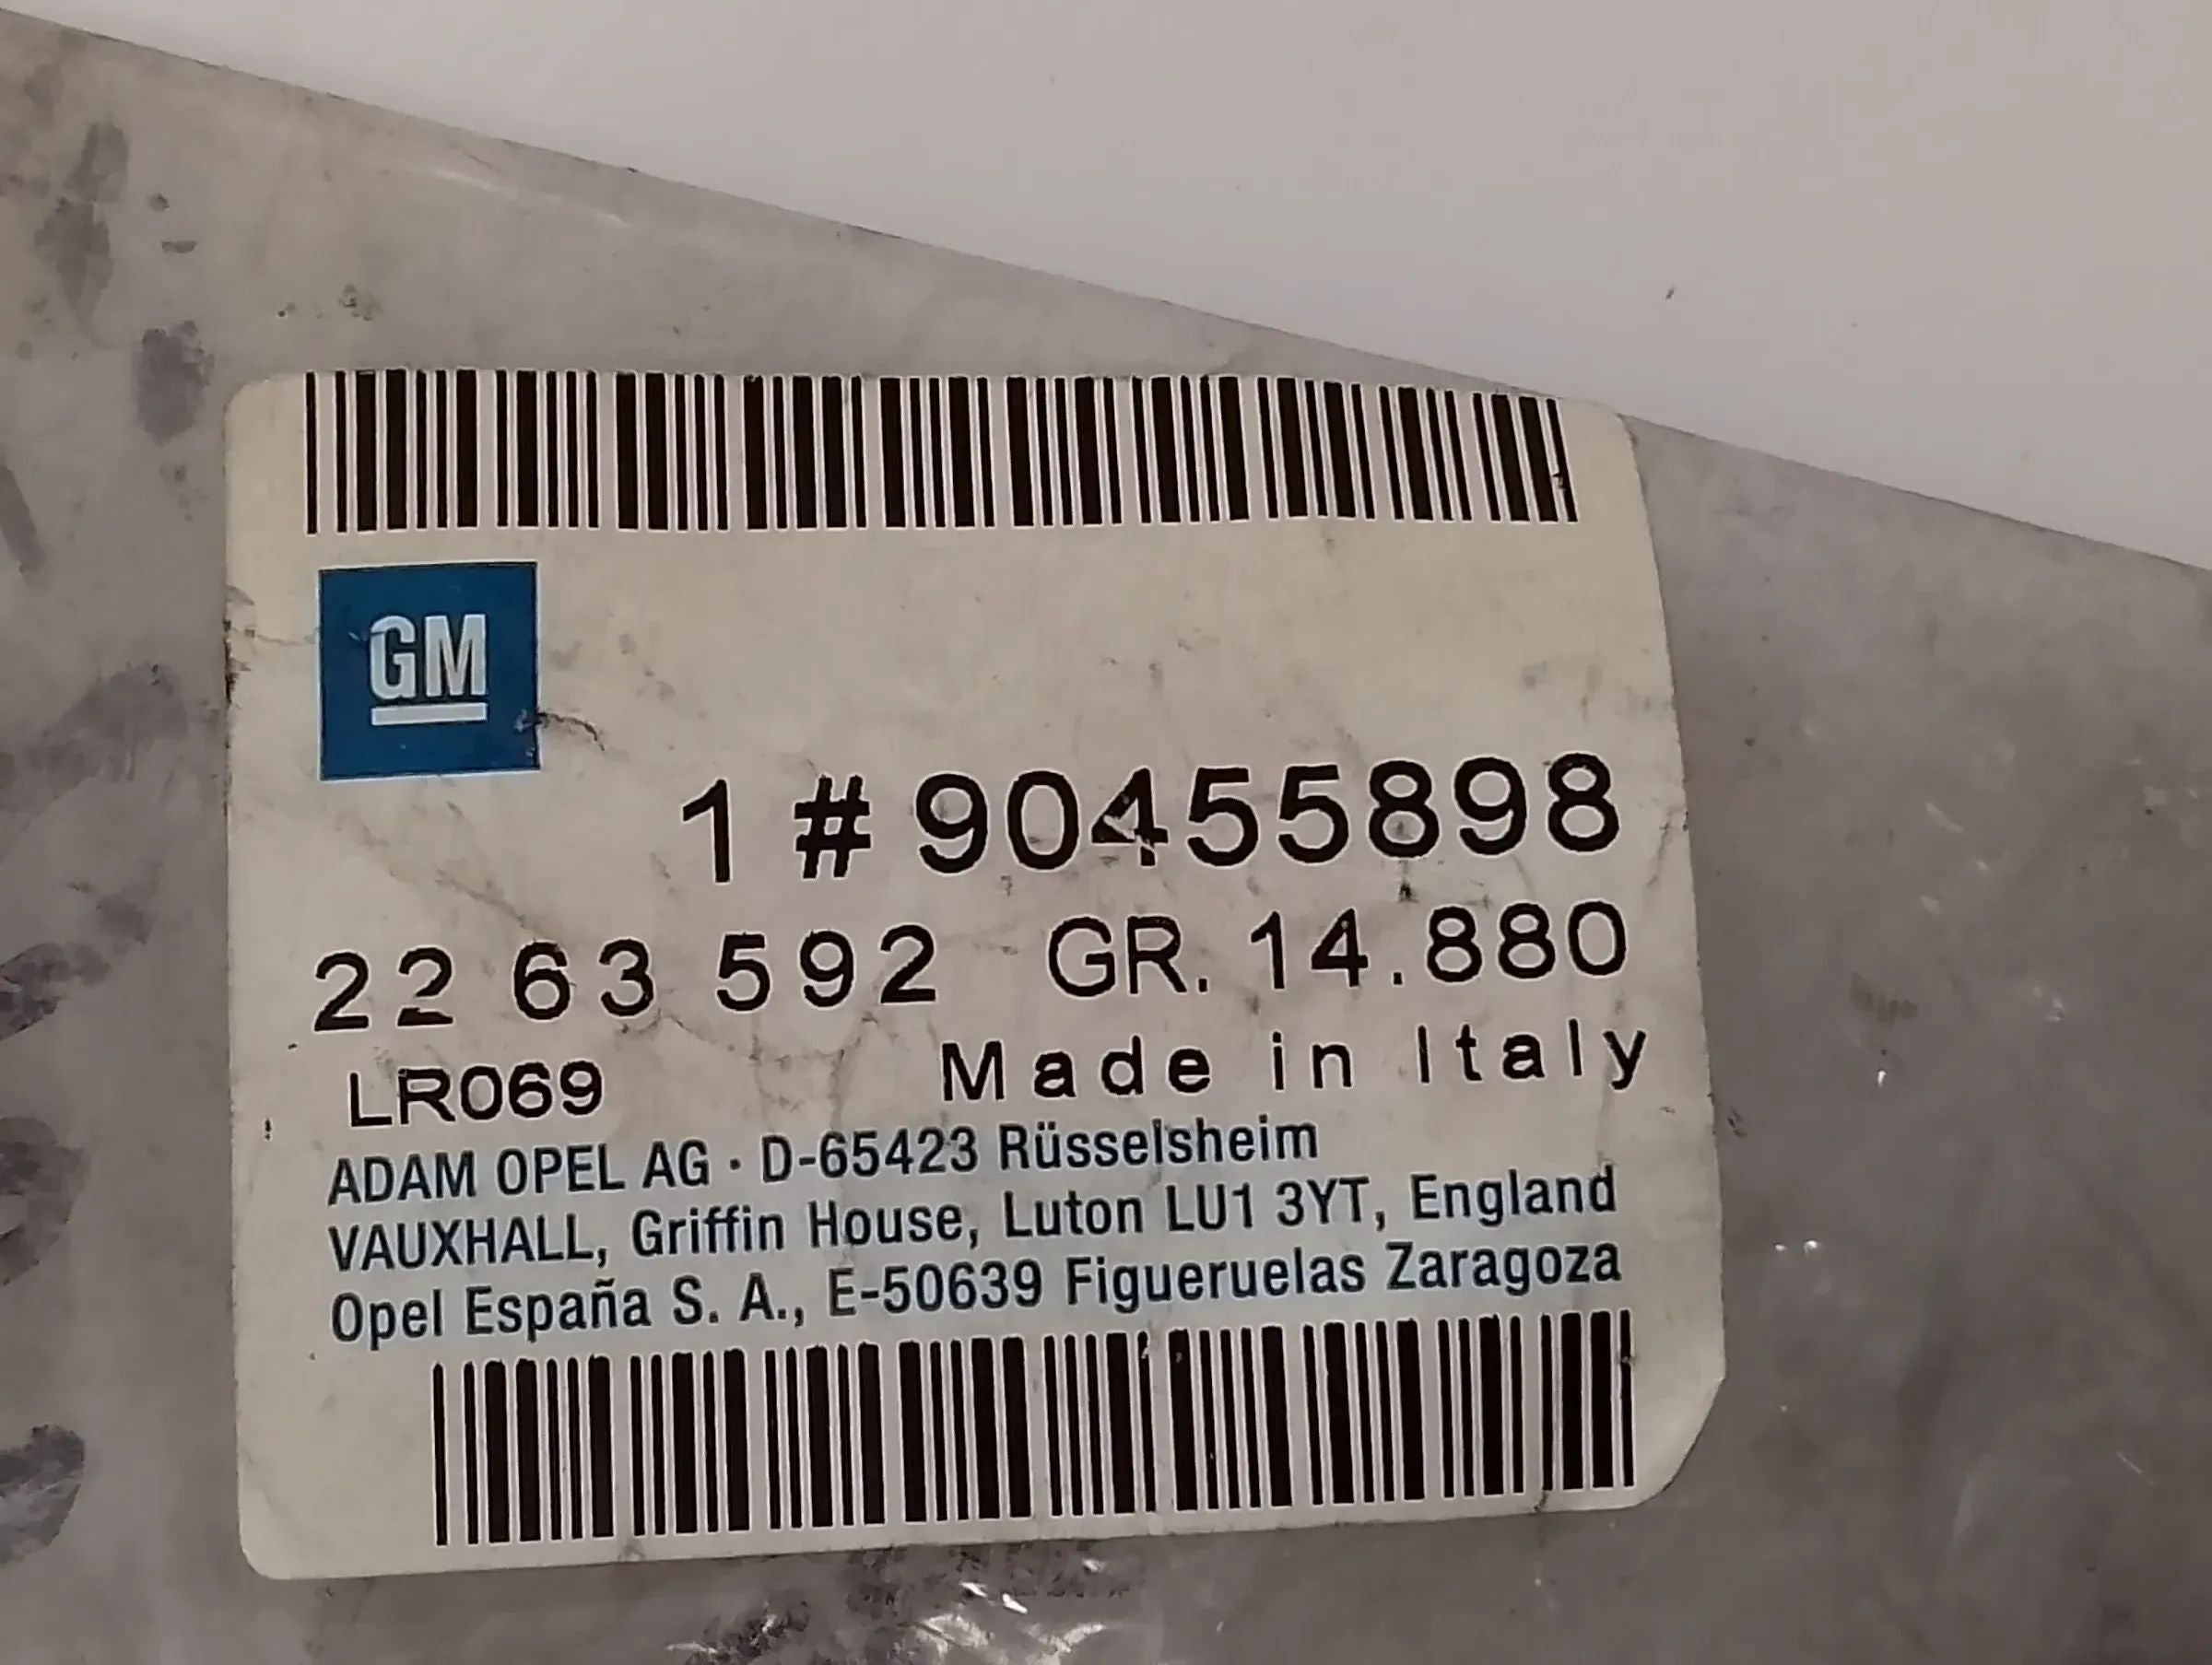 GM
1 # 90455898
22 63 592 GR. 14.880
LR069 Made in Italy
ADAM OPEL AG · D-65423 Rüsselsheim
VAUXHALL, Griffin House, Luton LU1 3YT, England
Opel España S. A., E-50639 Figueruelas Zaragoza